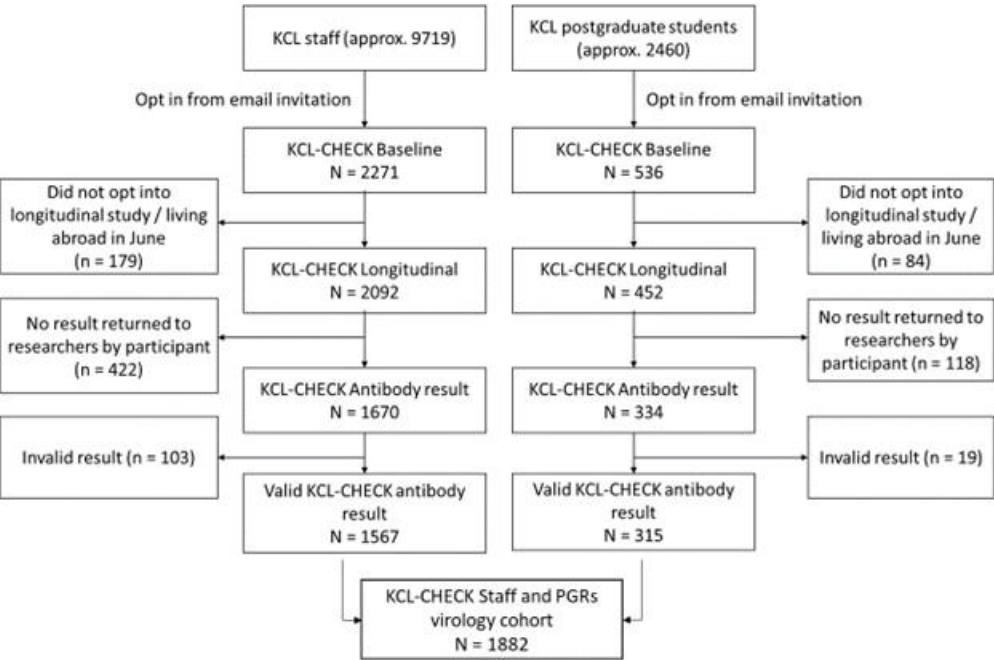 KCL staff (approx. 9719)
KCL postgraduate students
(approx. 2460)
Opt in from email invitation
Opt in from email invitation
KCL-CHECK Baseline
N = 2271
KCL-CHECK Baseline
N = 536
Did not opt into
longitudinal study / living
abroad in June
(n = 179)
Did not opt into
longitudinal study /
living abroad in June
(n = 84)
KCL-CHECK Longitudinal
N = 2092
KCL-CHECK Longitudinal
N = 452
No result returned to
researchers by participant
(n = 422)
No result returned to
researchers by
participant (n = 118)
KCL-CHECK Antibody result
N = 1670
KCL-CHECK Antibody result
N = 334
Invalid result (n = 103)
Invalid result (n = 19)
Valid KCL-CHECK antibody
result
N = 1567
Valid KCL-CHECK antibody
result
N = 315
KCL-CHECK Staff and PGRs
virology cohort
N = 1882